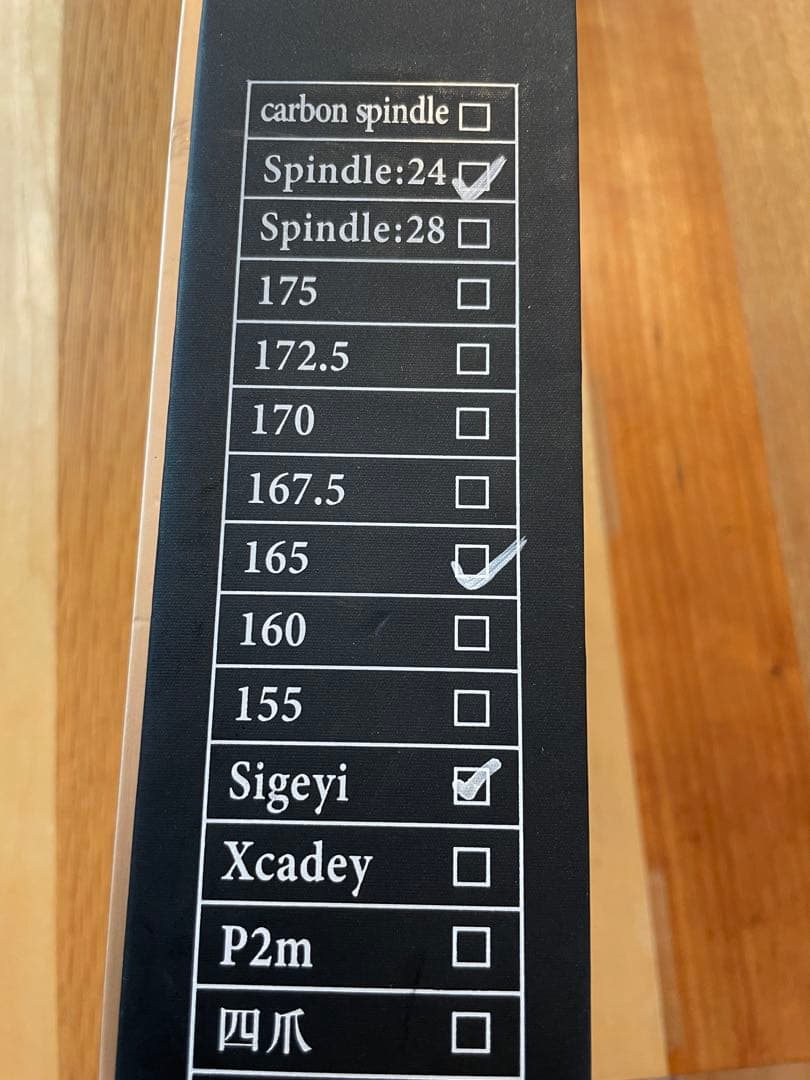 carbon spindle ☐
Spindle:24 ☑
Spindle:28 ☐
175 ☐
172.5 ☐
170 ☐
167.5 ☐
165 ☑
160 ☐
155 ☐
Sigeyi ☑
Xcadey ☐
P2m ☐
四爪 ☐